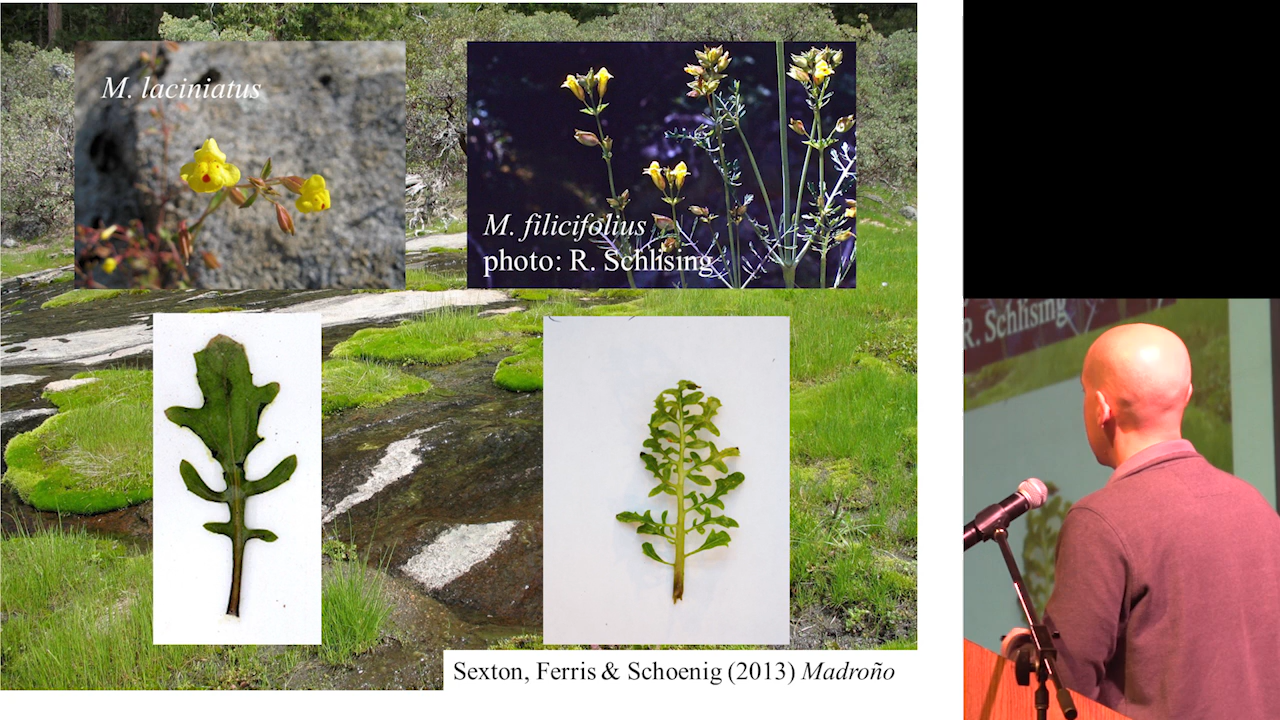 M. laciniatus
M. filicifolius
photo: R. Schlising
Sexton, Ferris & Schoenig (2013) Madroño
R. Schlising